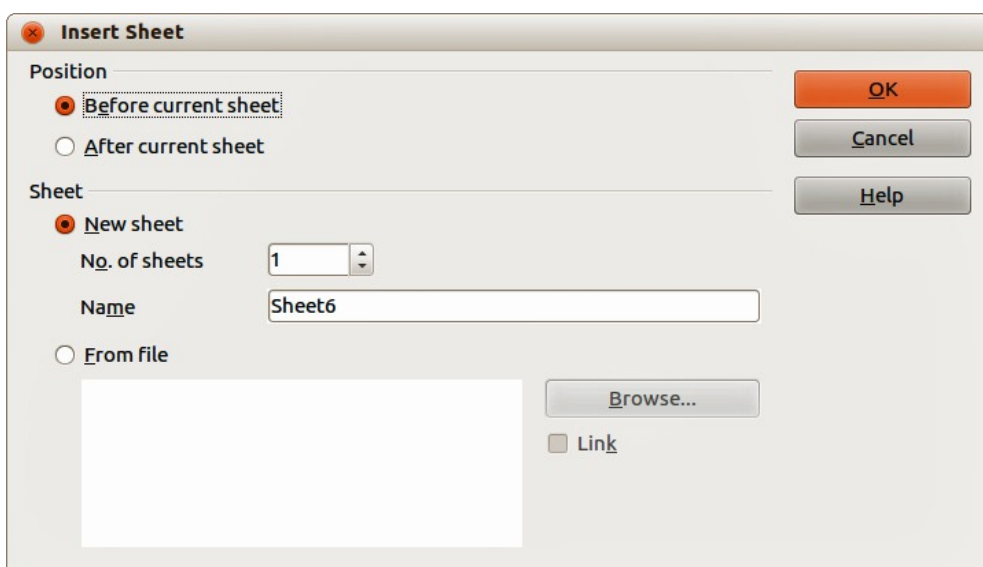 Insert Sheet
Position
Before current sheet
After current sheet
OK
Cancel
Help
Sheet
New sheet
No. of sheets 1
Name Sheet6
From file
Browse...
Link